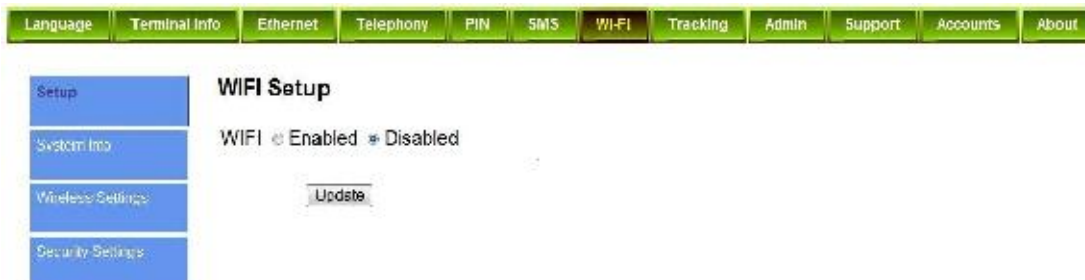 Language Terminal Info Ethernet Telephony PIN SMS WI-FI Tracking Admin Support Accounts About
Setup
WIFI Setup
System Info
WIFI Enabled Disabled
Wireless Settings
Update
Security Settings